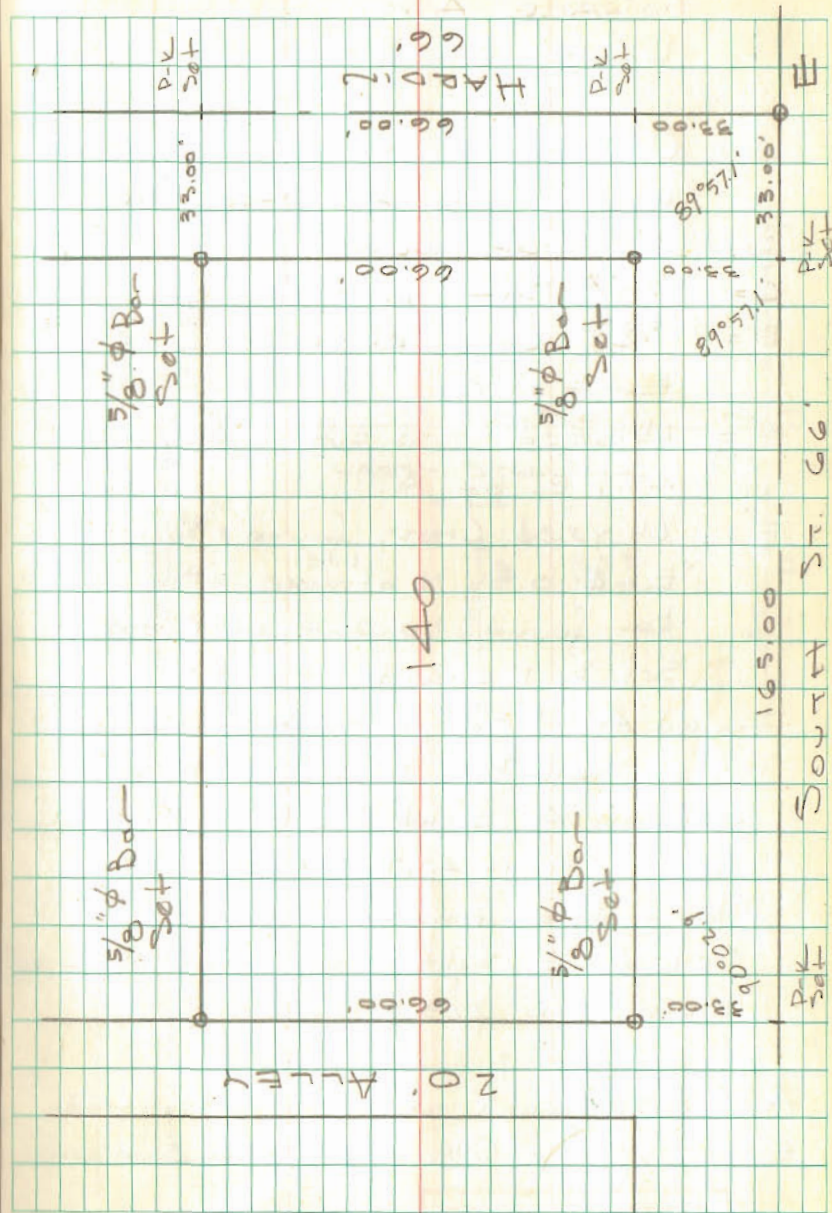 P-K
Set
66'
P-K
Set
66.00'
33.00
E
33.00'
89°57.1'
33.00'
5/8" ϕ Bar
Set
66.00'
5/8" ϕ Bar
Set
33.00
P-K
Set
89°57.1'
140
165.00
SOUTH ST. 66'
5/8" ϕ Bar
Set
5/8" ϕ Bar
Set
66.00'
90°02.9'
33.00
P-K
Set
20' ALLEY